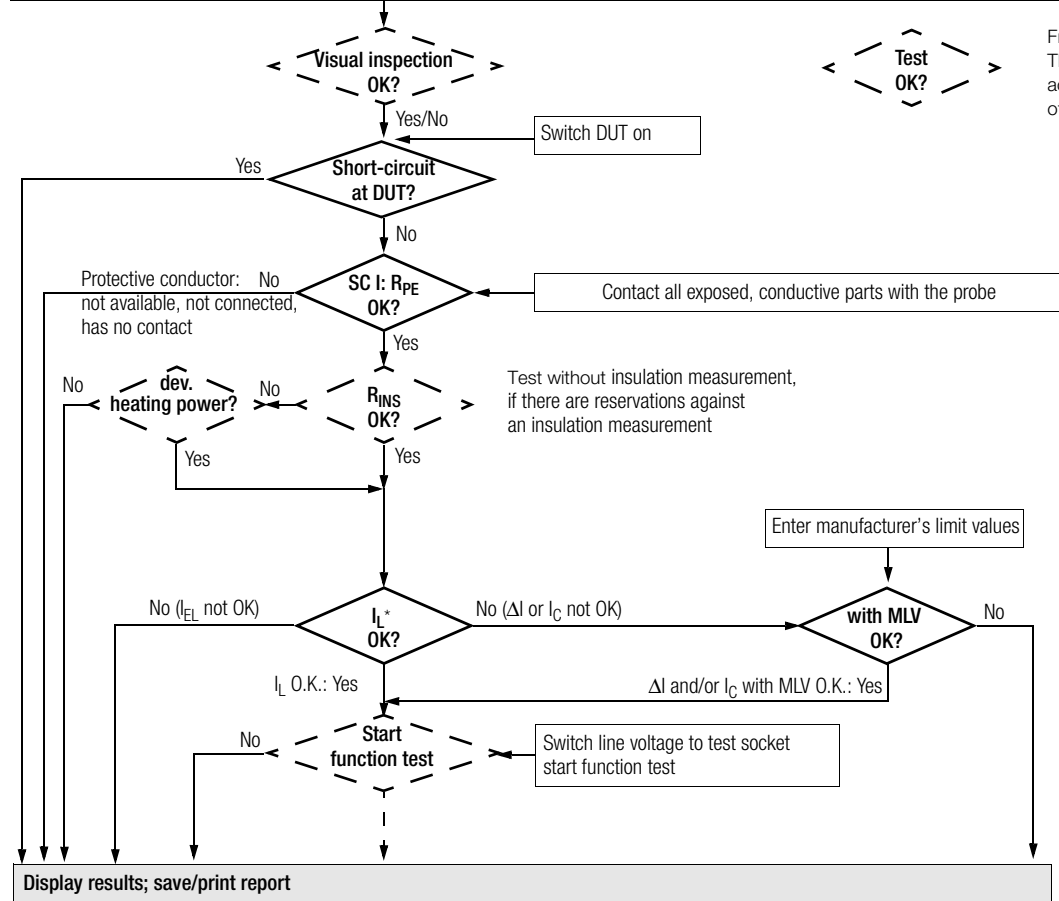 Visual inspection
OK?
Test
OK?
Yes/No
Switch DUT on
Yes
Short-circuit
at DUT?
No
Protective conductor:
not available, not connected,
has no contact
No
SC I: RPE
OK?
Contact all exposed, conductive parts with the probe
Yes
No
dev.
heating power?
No
RINS
OK?
Test without insulation measurement,
if there are reservations against
an insulation measurement
Yes
Yes
Enter manufacturer's limit values
No (IEL not OK)
IL*
OK?
No (ΔI or IC not OK)
with MLV
OK?
No
IL O.K.: Yes
ΔI and/or IC with MLV O.K.: Yes
No
Start
function test
Switch line voltage to test socket
start function test
Display results; save/print report